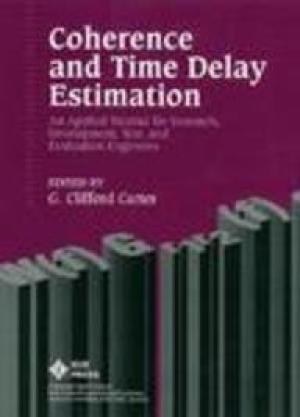 Coherence
and Time Delay
Estimation
An Applied Tutorial for Research,
Development, Test, and
Evaluation Engineers
EDITED BY
G. Clifford Carter
IEEE
PRESS